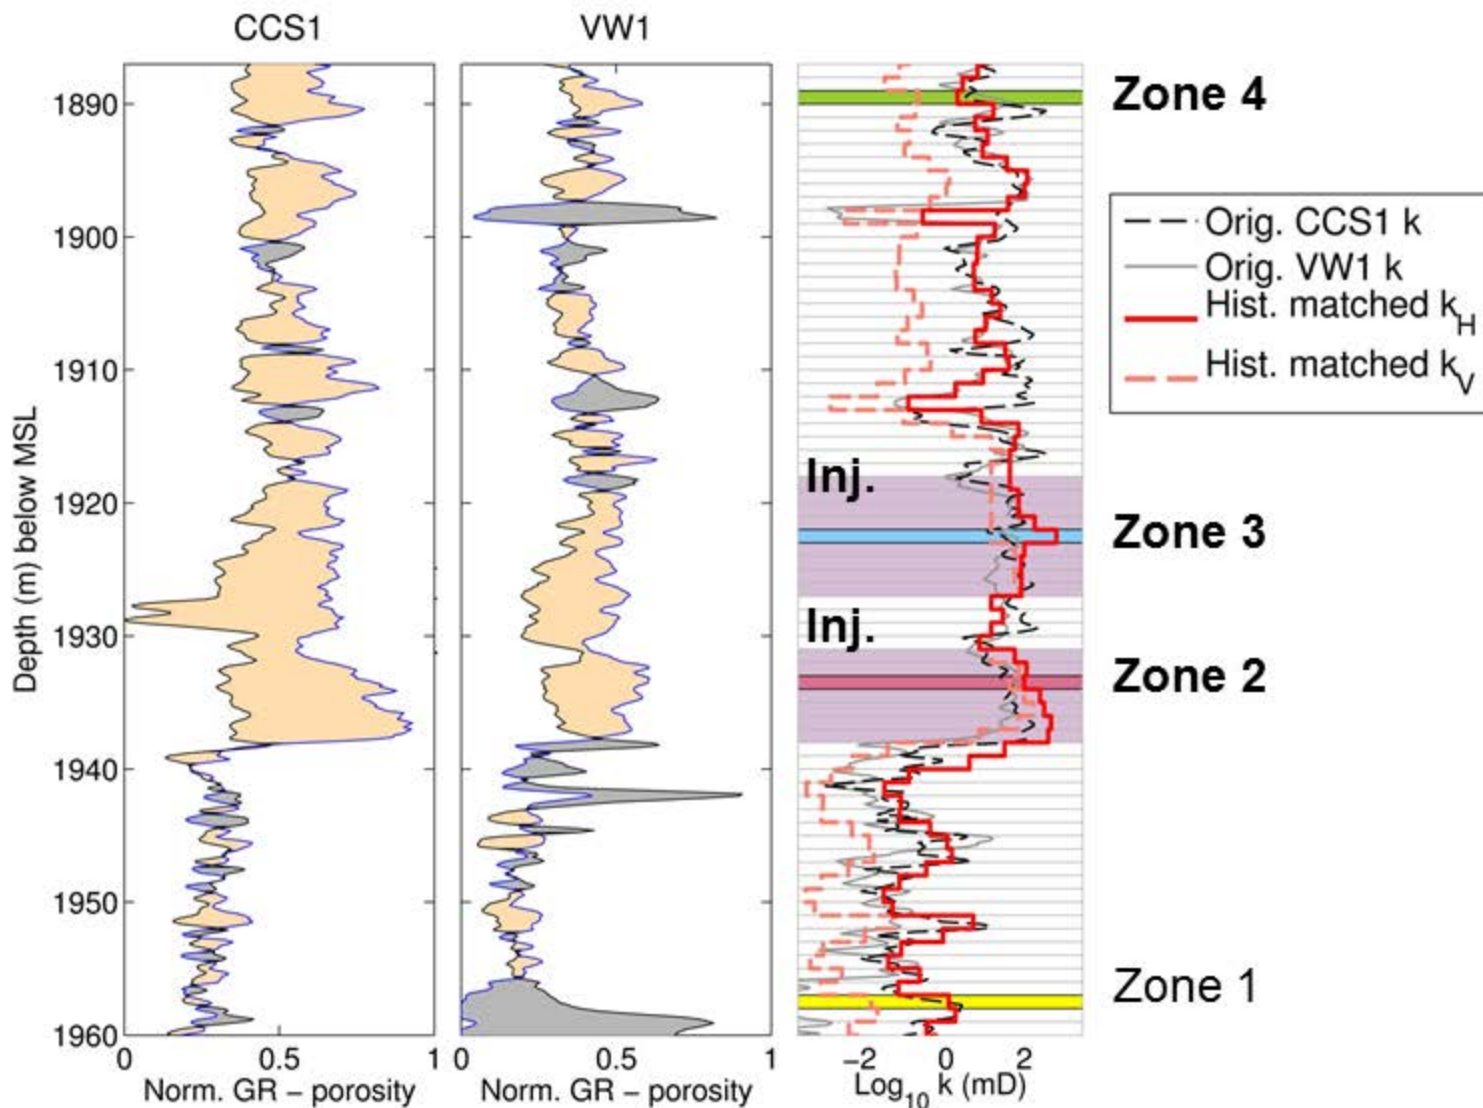 CCS1
VW1
Depth (m) below MSL
1890
1900
1910
1920
1930
1940
1950
1960
0
0.5
1
Norm. GR – porosity
0
0.5
1
Norm. GR – porosity
Inj.
Inj.
−2
0
2
Log10 k (mD)
Zone 4
Orig. CCS1 k
Orig. VW1 k
Hist. matched kH
Hist. matched kV
Zone 3
Zone 2
Zone 1